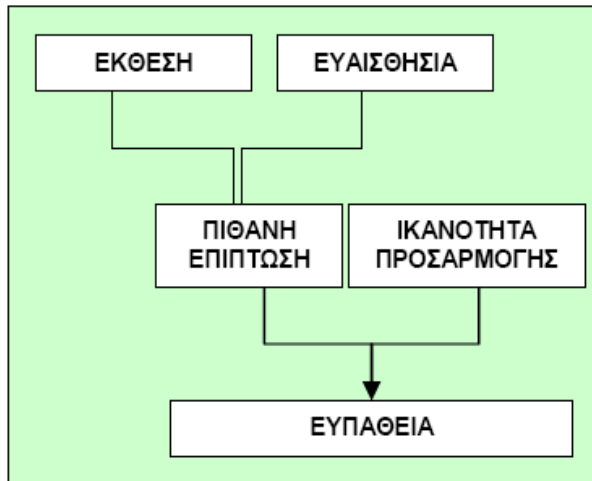 ΕΚΘΕΣΗ
ΕΥΑΙΣΘΗΣΙΑ
ΠΙΘΑΝΗ
ΕΠΙΠΤΩΣΗ
ΙΚΑΝΟΤΗΤΑ
ΠΡΟΣΑΡΜΟΓΗΣ
ΕΥΠΑΘΕΙΑ